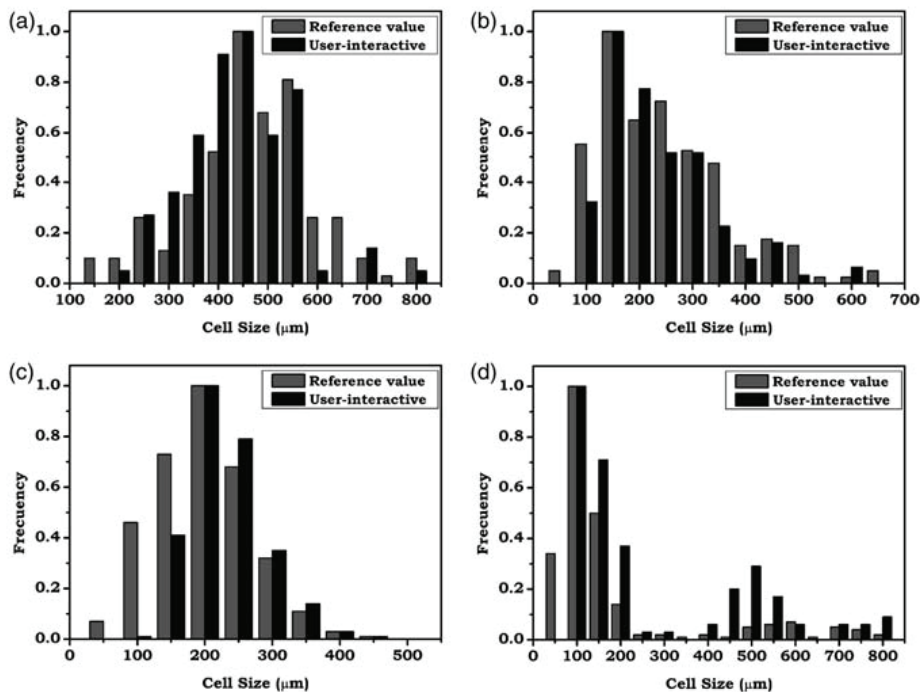 (a)
Reference value
User-interactive
1.0
0.8
0.6
0.4
0.2
0.0
Frecuency
100 200 300 400 500 600 700 800
Cell Size (μm)
(b)
Reference value
User-interactive
1.0
0.8
0.6
0.4
0.2
0.0
Frecuency
0 100 200 300 400 500 600 700
Cell Size (μm)
(c)
Reference value
User-interactive
1.0
0.8
0.6
0.4
0.2
0.0
Frecuency
0 100 200 300 400 500
Cell Size (μm)
(d)
Reference value
User-interactive
1.0
0.8
0.6
0.4
0.2
0.0
Frecuency
0 100 200 300 400 500 600 700 800
Cell Size (μm)